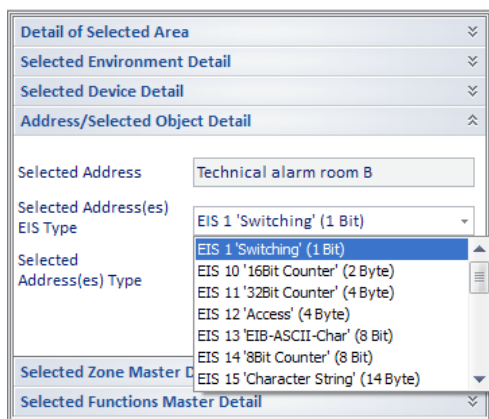 Detail of Selected Area
Selected Environment Detail
Selected Device Detail
Address/Selected Object Detail
Selected Address Technical alarm room B
Selected Address(es)
EIS Type EIS 1 'Switching' (1 Bit)
EIS 1 'Switching' (1 Bit)
Selected
Address(es) Type
EIS 10 '16Bit Counter' (2 Byte)
EIS 11 '32Bit Counter' (4 Byte)
EIS 12 'Access' (4 Byte)
EIS 13 'EIB-ASCII-Char' (8 Bit)
EIS 14 '8Bit Counter' (8 Bit)
EIS 15 'Character String' (14 Byte)
Selected Zone Master D
Selected Functions Master Detail